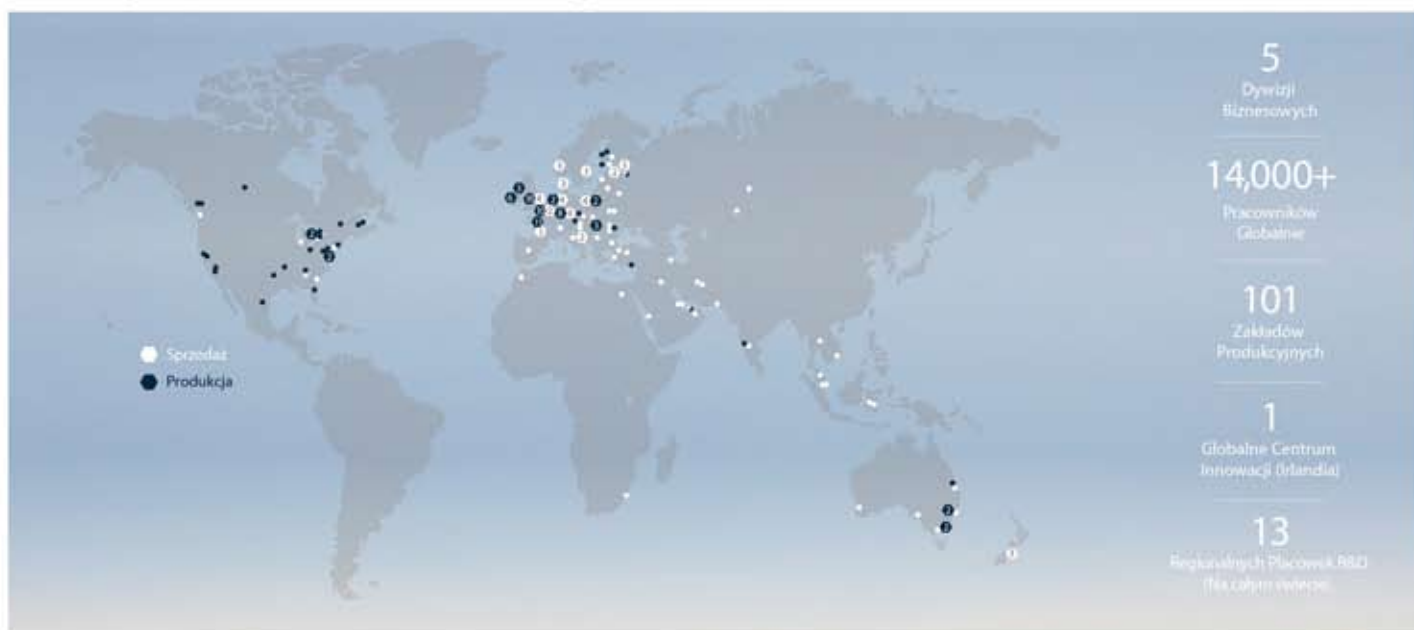 5
Dywizji
Biznesowych
14,000+
Pracowników
Globalnie
101
Zakładów
Produkcyjnych
1
Globalne Centrum
Innowacji (Irlandia)
13
Regionalnych Placówek R&D
(Na całym świecie)
Sprzedaż
Produkcja